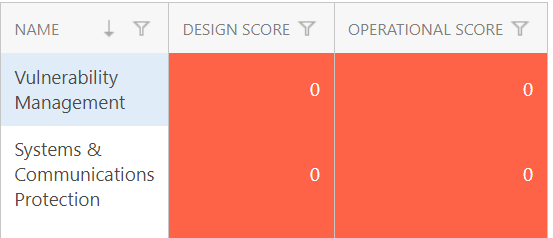 NAME DESIGN SCORE OPERATIONAL SCORE
Vulnerability
Management
0 0
Systems &
Communications
Protection
0 0